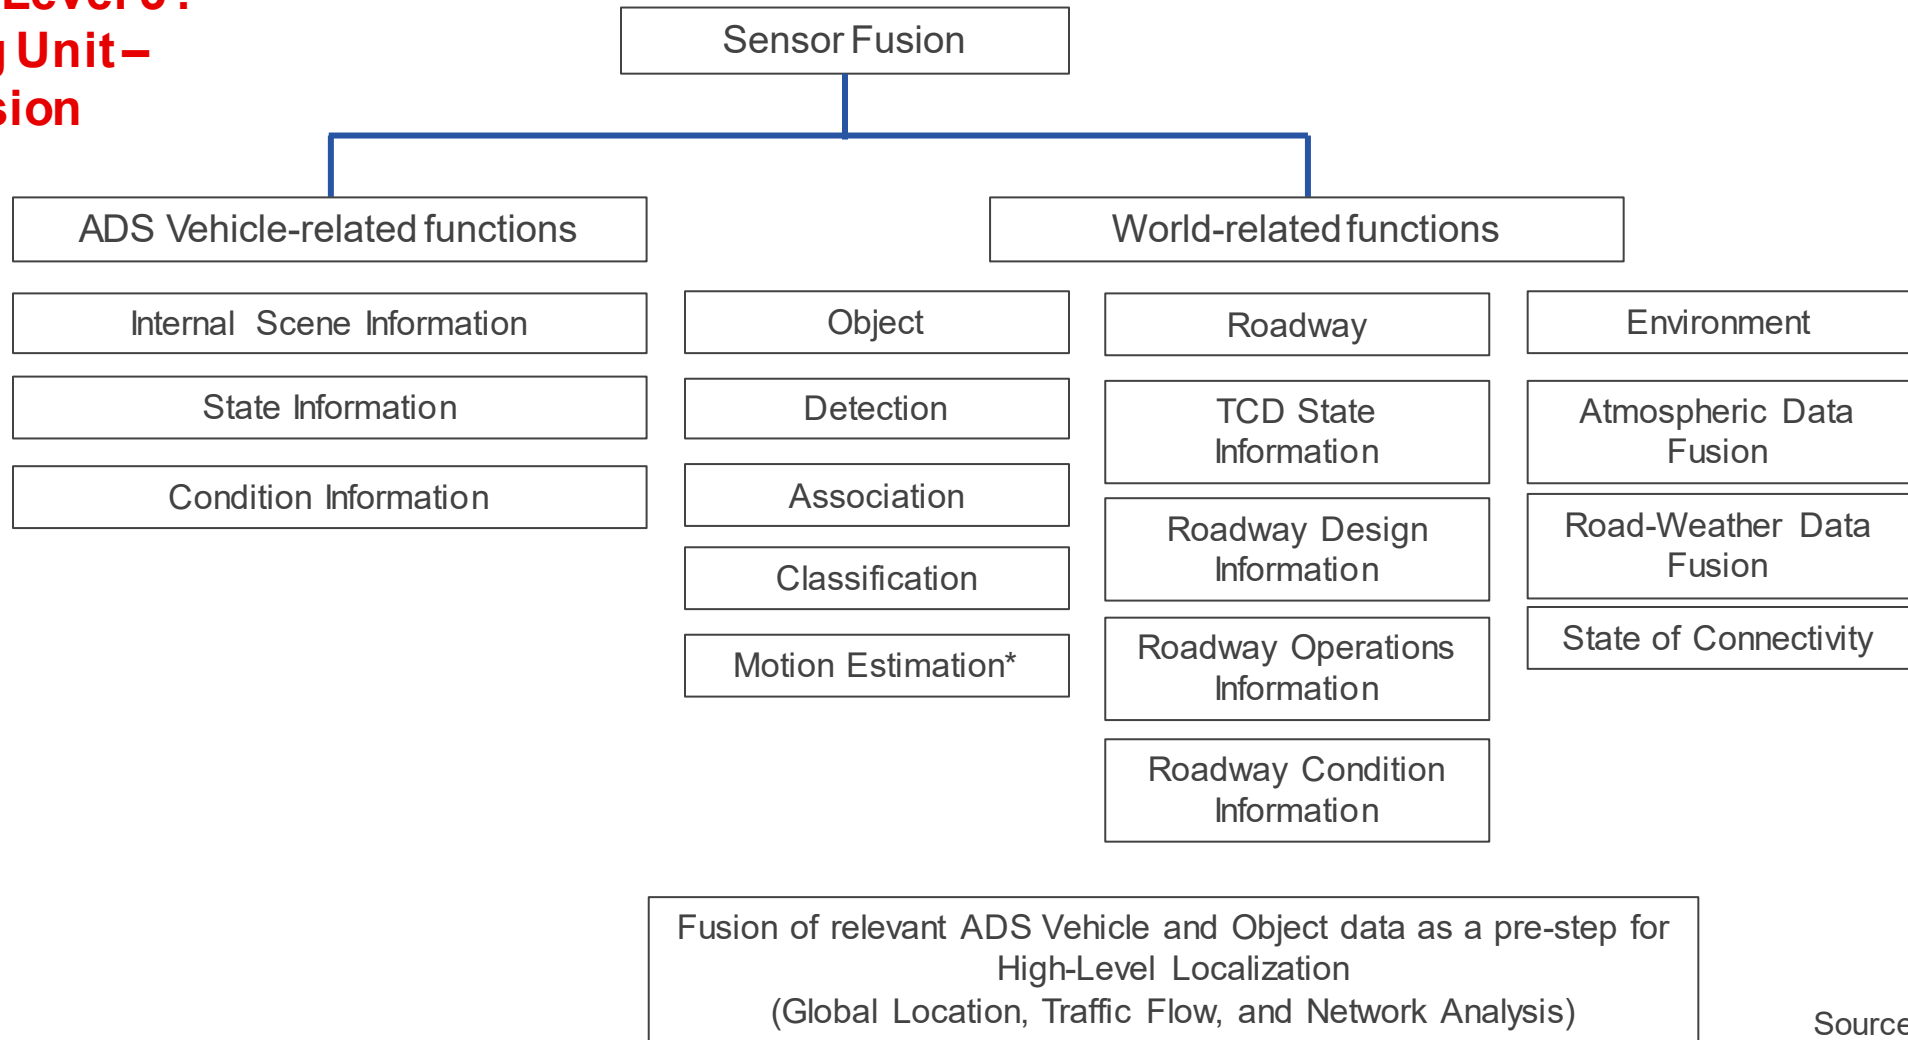 Unit –
Sensor Fusion
ADS Vehicle-related functions
World-related functions
Internal Scene Information
State Information
Condition Information
Object
Detection
Association
Classification
Motion Estimation*
Roadway
TCD State
Information
Roadway Design
Information
Roadway Operations
Information
Roadway Condition
Information
Environment
Atmospheric Data
Fusion
Road-Weather Data
Fusion
State of Connectivity
Fusion of relevant ADS Vehicle and Object data as a pre-step for
High-Level Localization
(Global Location, Traffic Flow, and Network Analysis)
Source